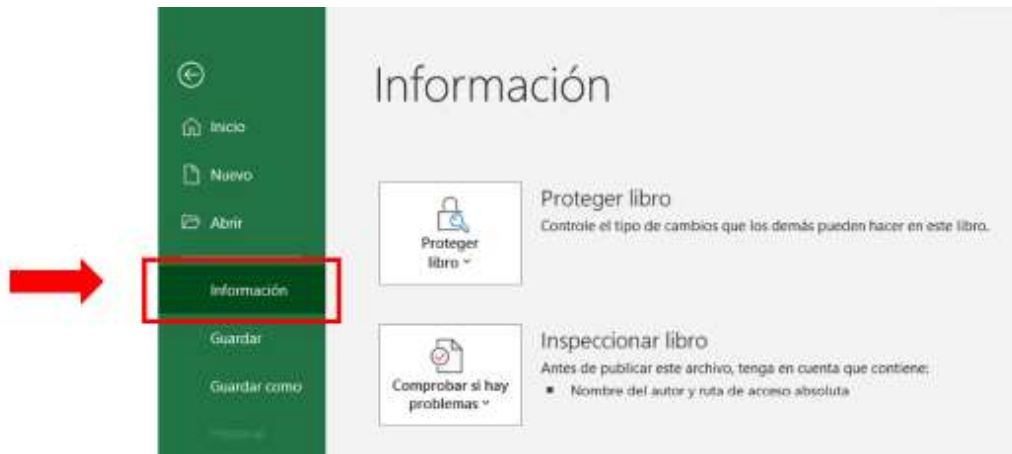 Información
Inicio
Nuevo
Abrir
Información
Guardar
Guardar como
Proteger
libro
Proteger libro
Controle el tipo de cambios que los demás pueden hacer en este libro.
Comprobar si hay
problemas
Inspeccionar libro
Antes de publicar este archivo, tenga en cuenta que contiene:
▪ Nombre del autor y ruta de acceso absoluta